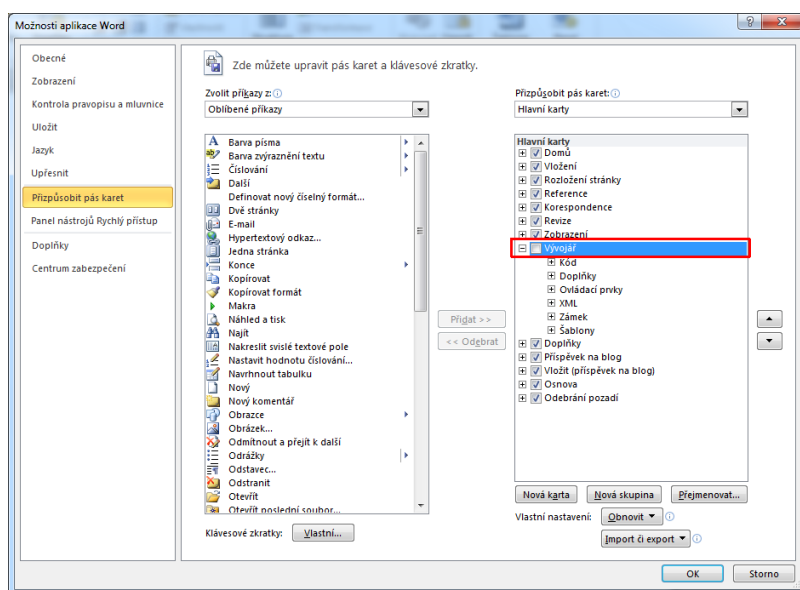 Možnosti aplikace Word
Obecné
Zobrazení
Kontrola pravopisu a mluvnice
Uložit
Jazyk
Upřesnit
Přizpůsobit pás karet
Panel nástrojů Rychlý přístup
Doplňky
Centrum zabezpečení
Zde můžete upravit pás karet a klávesové zkratky.
Zvolit příkazy z:
Oblíbené příkazy
Barva písma
Barva zvýraznění textu
Číslování
Další
Definovat nový číselný formát...
Dvě stránky
E-mail
Hypertextový odkaz...
Jedna stránka
Konce
Kopírovat
Kopírovat formát
Makra
Náhled a tisk
Najít
Nakreslit svislé textové pole
Nastavit hodnotu číslování...
Navrhnout tabulku
Nový
Nový komentář
Obrazce
Obrázek...
Odmítnout a přejít k další
Odrážky
Odstavec...
Odstranit
Otevřít
Otevřít poslední soubor...
Klávesové zkratky: Vlastní...
Přidat >>
<< Odebrat
Přizpůsobit pás karet:
Hlavní karty
Hlavní karty
Domů
Vložení
Rozložení stránky
Reference
Korespondence
Revize
Zobrazení
Vývojář
Kód
Doplňky
Ovládací prvky
XML
Zámek
Šablony
Doplňky
Příspěvek na blog
Vložit (příspěvek na blog)
Osnova
Odebrání pozadí
Nová karta Nová skupina Přejmenovat...
Vlastní nastavení: Obnovit
Import či export
OK Storno